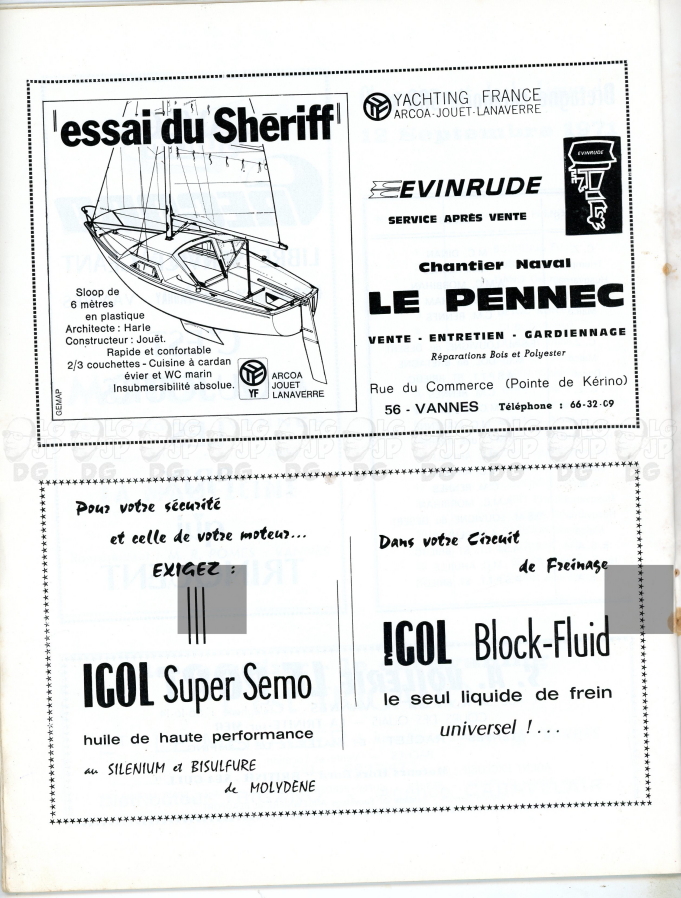 essai du Shériff
Sloop de
6 mètres
en plastique
Architecte : Harle
Constructeur : Jouët.
Rapide et confortable
2/3 couchettes - Cuisine à cardan
évier et WC marin
Insubmersibilité absolue.
YF
ARCOA
JOUET
LANAVERRE
GEMAP
YACHTING FRANCE
ARCOA-JOUET-LANAVERRE
EVINRUDE
EVINRUDE
SERVICE APRÈS VENTE
Chantier Naval
LE PENNEC
VENTE - ENTRETIEN - GARDIENNAGE
Réparations Bois et Polyester
Rue du Commerce (Pointe de Kérino)
56 - VANNES Téléphone : 66-32-09
Pour votre sécurité
et celle de votre moteur...
EXIGEZ :
IGOL Super Semo
huile de haute performance
au SILENIUM et BISULFURE
de MOLYDÈNE
Dans votre Circuit
de Freinage
IGOL Block-Fluid
le seul liquide de frein
universel !...